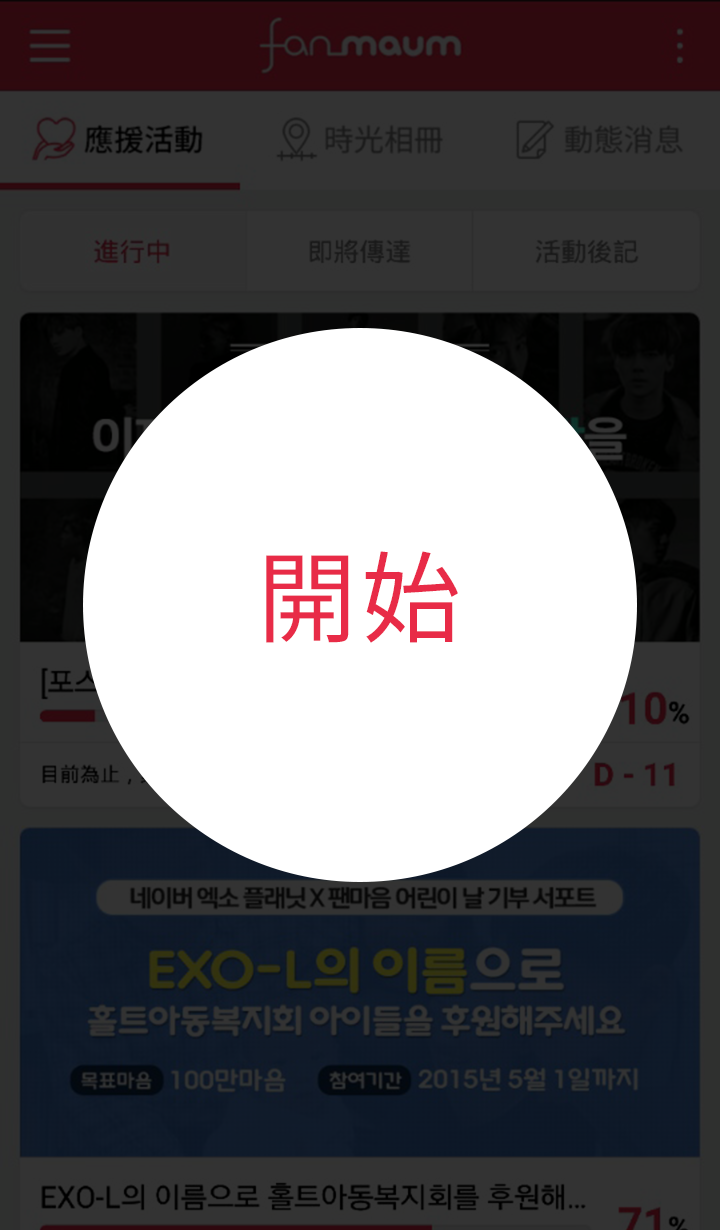 fanmaum
應援活動
時光相冊
動態消息
進行中
即將傳達
活動後記
을
開始
[포스
10%
目前為止，
D - 11
네이버 엑소 플래닛 X 팬마음 어린이 날 기부 서포트
EXO-L의 이름으로
홀트아동복지회 아이들을 후원해주세요
목표마음 100만마음 참여기간 2015년 5월 1일까지
EXO-L의 이름으로 홀트아동복지회를 후원해...
71%